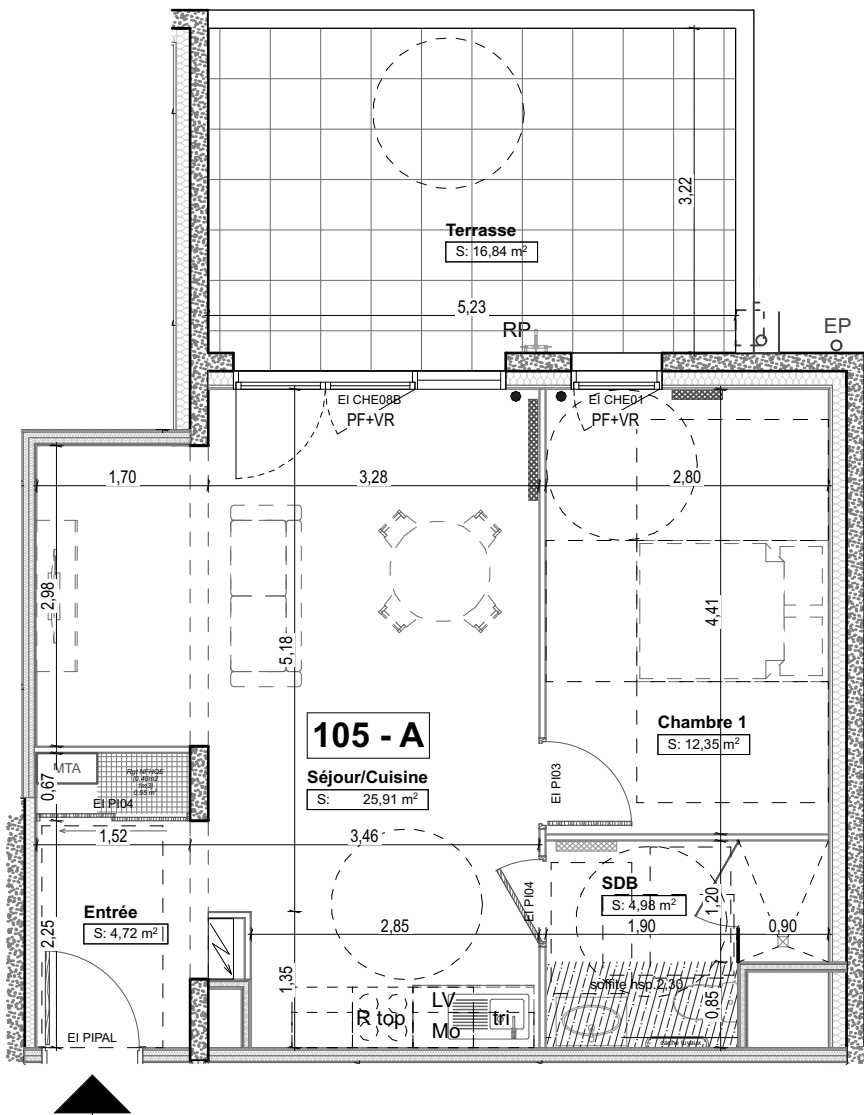 3,22
Terrasse
S: 16,84 m²
5,23
RP
EP
EI CHE08B
PF+VR
EI CHE01
PF+VR
1,70
3,28
2,80
2,98
5,18
4,41
105 - A
Chambre 1
S: 12,35 m²
Séjour/Cuisine
S: 25,91 m²
MTA
0,67
EI PI04
EI PI03
1,52
3,46
Entrée
S: 4,72 m²
2,25
EI PI04
SDB
S: 4,98 m²
1,20
2,85
1,90
0,90
1,35
soffite hsp.2,30
0,85
R top
LV
Mo
tri
EI PIPAL
cache tuyaux